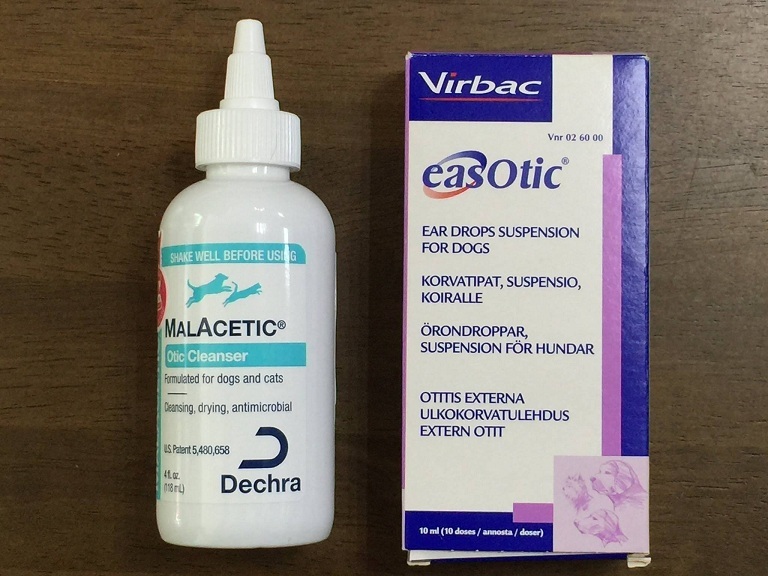 SHAKE WELL BEFORE USING
MALACETIC®
Otic Cleanser
Formulated for dogs and cats
Cleansing, drying, antimicrobial
U.S. Patent 5,480,658
4 fl. oz.
(118 mL)
Dechra
Virbac
Vnr 02 60 00
easOtic®
EAR DROPS SUSPENSION
FOR DOGS
KORVATIPAT, SUSPENSIO,
KOIRALLE
ÖRONDROPPAR,
SUSPENSION FÖR HUNDAR
OTITIS EXTERNA
ULKOKORVATULEHDUS
EXTERN OTIT
10 ml (10 doses / annosta / doser)